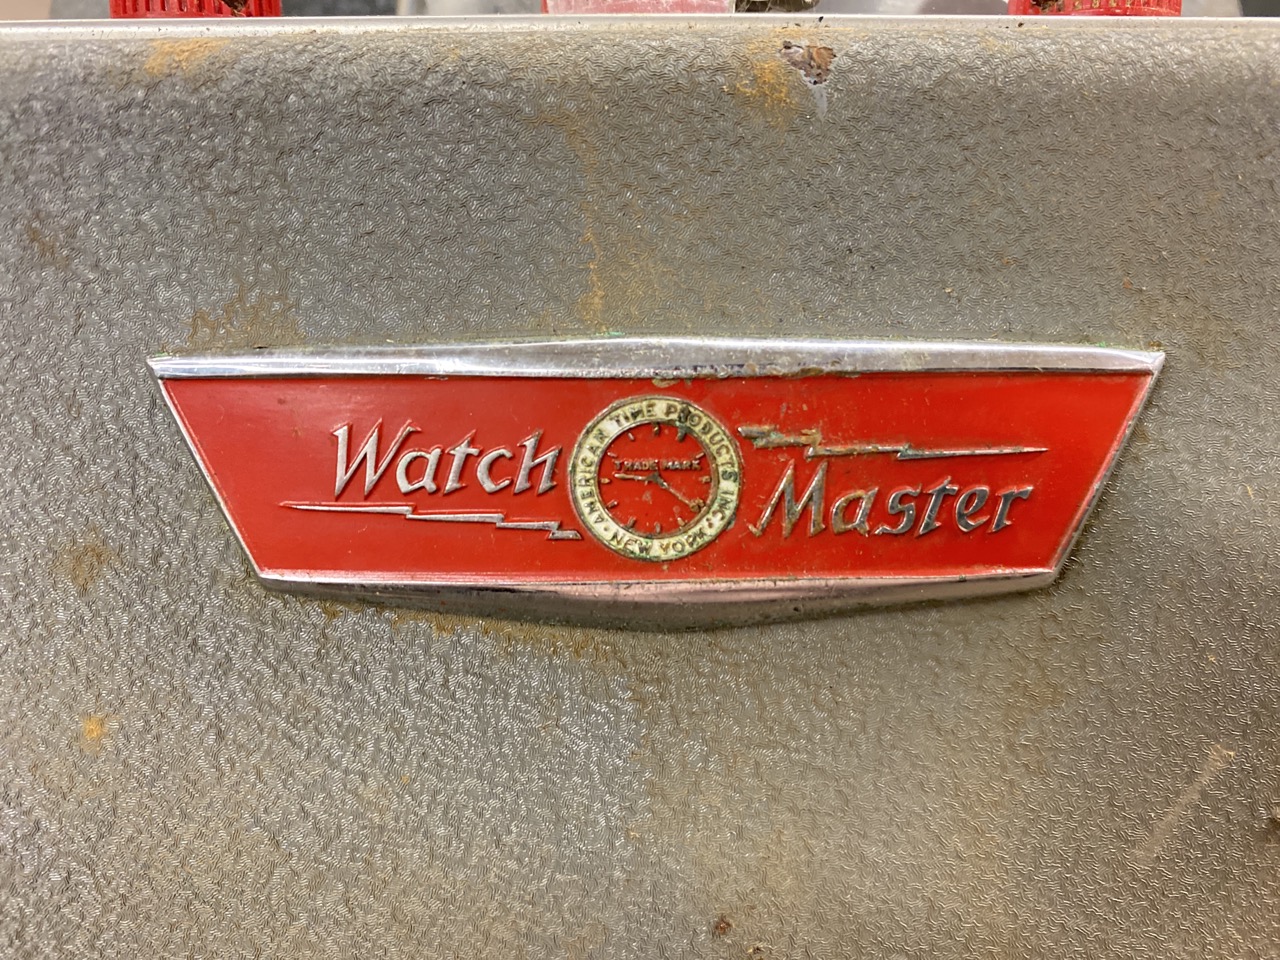 Watch Master
AMERICAN TIME PRODUCTS INC.
TRADE MARK
• NEW YORK •